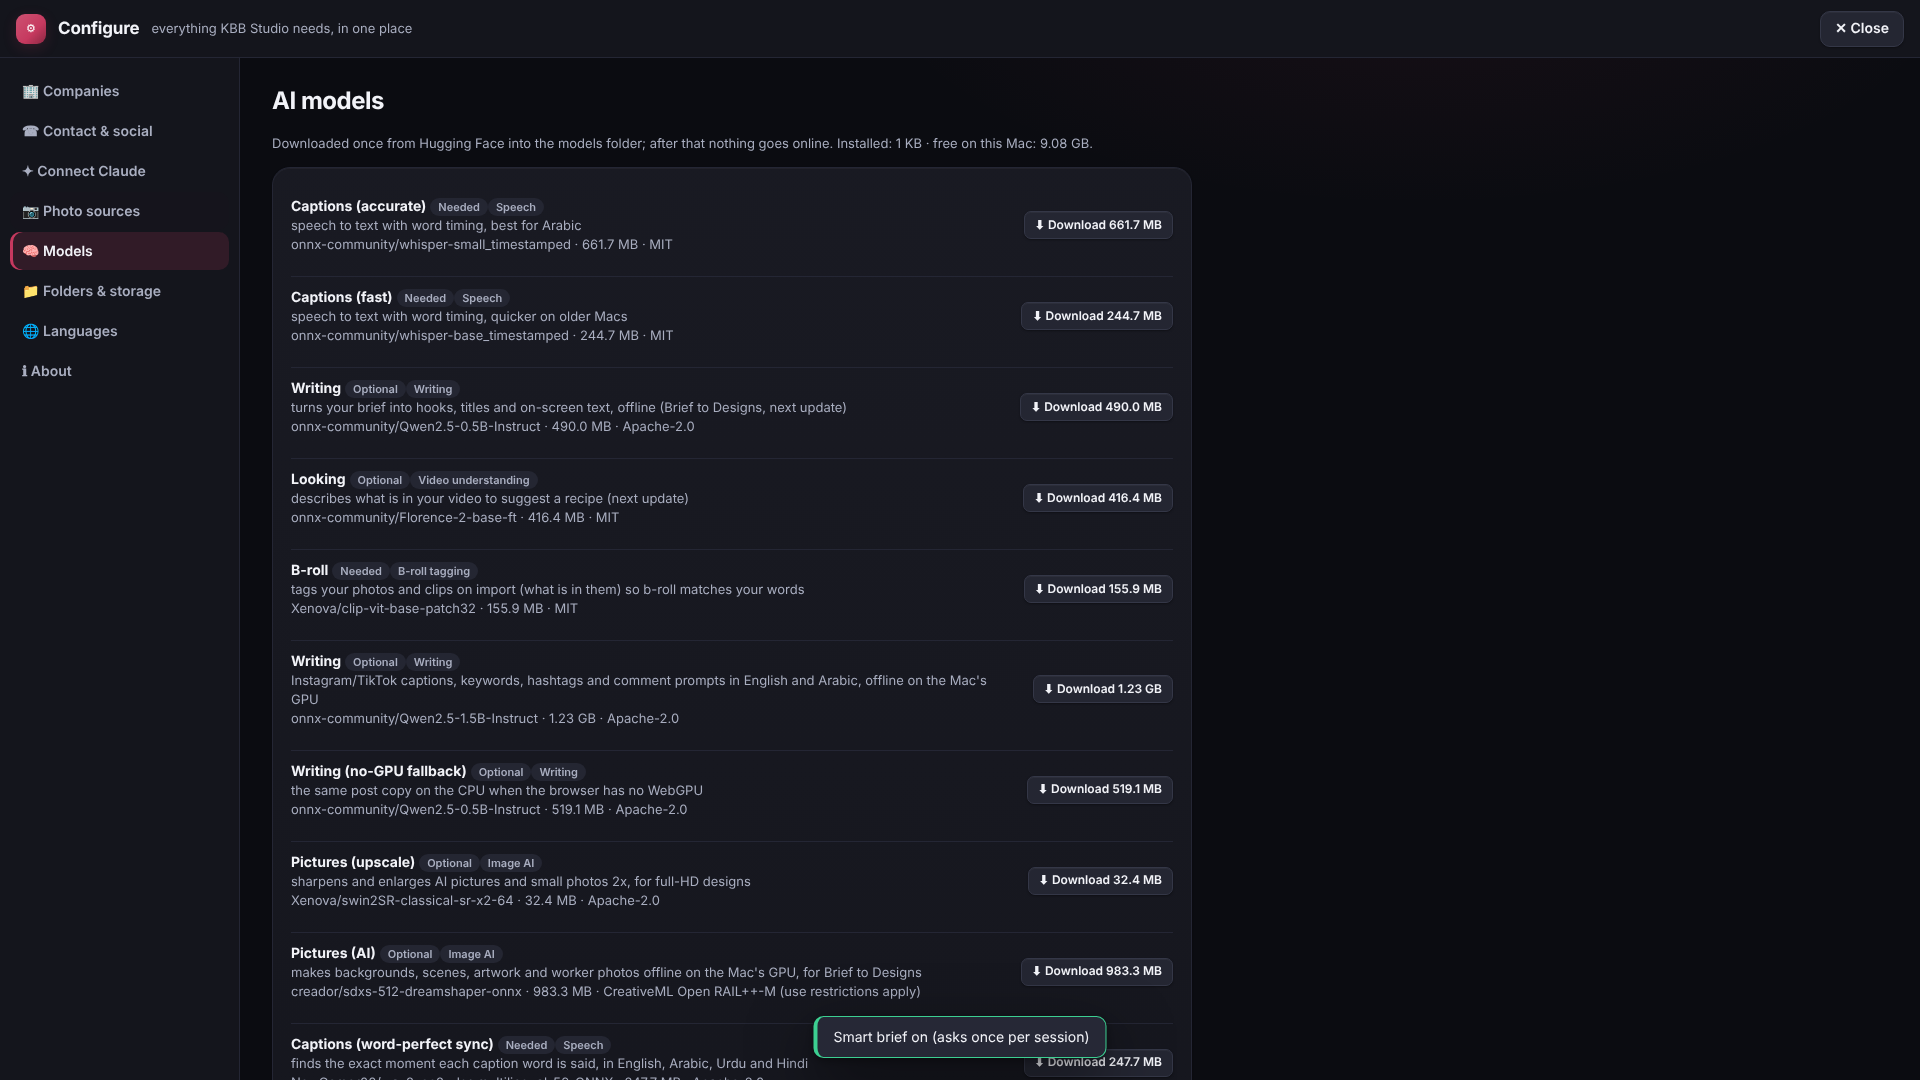 Configure everything KBB Studio needs, in one place
✕ Close
Companies
Contact & social
Connect Claude
Photo sources
Models
Folders & storage
Languages
About
AI models
Downloaded once from Hugging Face into the models folder; after that nothing goes online. Installed: 1 KB · free on this Mac: 9.08 GB.
Captions (accurate) Needed Speech
speech to text with word timing, best for Arabic
onnx-community/whisper-small_timestamped · 661.7 MB · MIT
⬇ Download 661.7 MB
Captions (fast) Needed Speech
speech to text with word timing, quicker on older Macs
onnx-community/whisper-base_timestamped · 244.7 MB · MIT
⬇ Download 244.7 MB
Writing Optional Writing
turns your brief into hooks, titles and on-screen text, offline (Brief to Designs, next update)
onnx-community/Qwen2.5-0.5B-Instruct · 490.0 MB · Apache-2.0
⬇ Download 490.0 MB
Looking Optional Video understanding
describes what is in your video to suggest a recipe (next update)
onnx-community/Florence-2-base-ft · 416.4 MB · MIT
⬇ Download 416.4 MB
B-roll Needed B-roll tagging
tags your photos and clips on import (what is in them) so b-roll matches your words
Xenova/clip-vit-base-patch32 · 155.9 MB · MIT
⬇ Download 155.9 MB
Writing Optional Writing
Instagram/TikTok captions, keywords, hashtags and comment prompts in English and Arabic, offline on the Mac's
GPU
onnx-community/Qwen2.5-1.5B-Instruct · 1.23 GB · Apache-2.0
⬇ Download 1.23 GB
Writing (no-GPU fallback) Optional Writing
the same post copy on the CPU when the browser has no WebGPU
onnx-community/Qwen2.5-0.5B-Instruct · 519.1 MB · Apache-2.0
⬇ Download 519.1 MB
Pictures (upscale) Optional Image AI
sharpens and enlarges AI pictures and small photos 2x, for full-HD designs
Xenova/swin2SR-classical-sr-x2-64 · 32.4 MB · Apache-2.0
⬇ Download 32.4 MB
Pictures (AI) Optional Image AI
makes backgrounds, scenes, artwork and worker photos offline on the Mac's GPU, for Brief to Designs
creador/sdxs-512-dreamshaper-onnx · 983.3 MB · CreativeML Open RAIL++-M (use restrictions apply)
⬇ Download 983.3 MB
Smart brief on (asks once per session)
Captions (word-perfect sync) Needed Speech
finds the exact moment each caption word is said, in English, Arabic, Urdu and Hindi
⬇ Download 247.7 MB